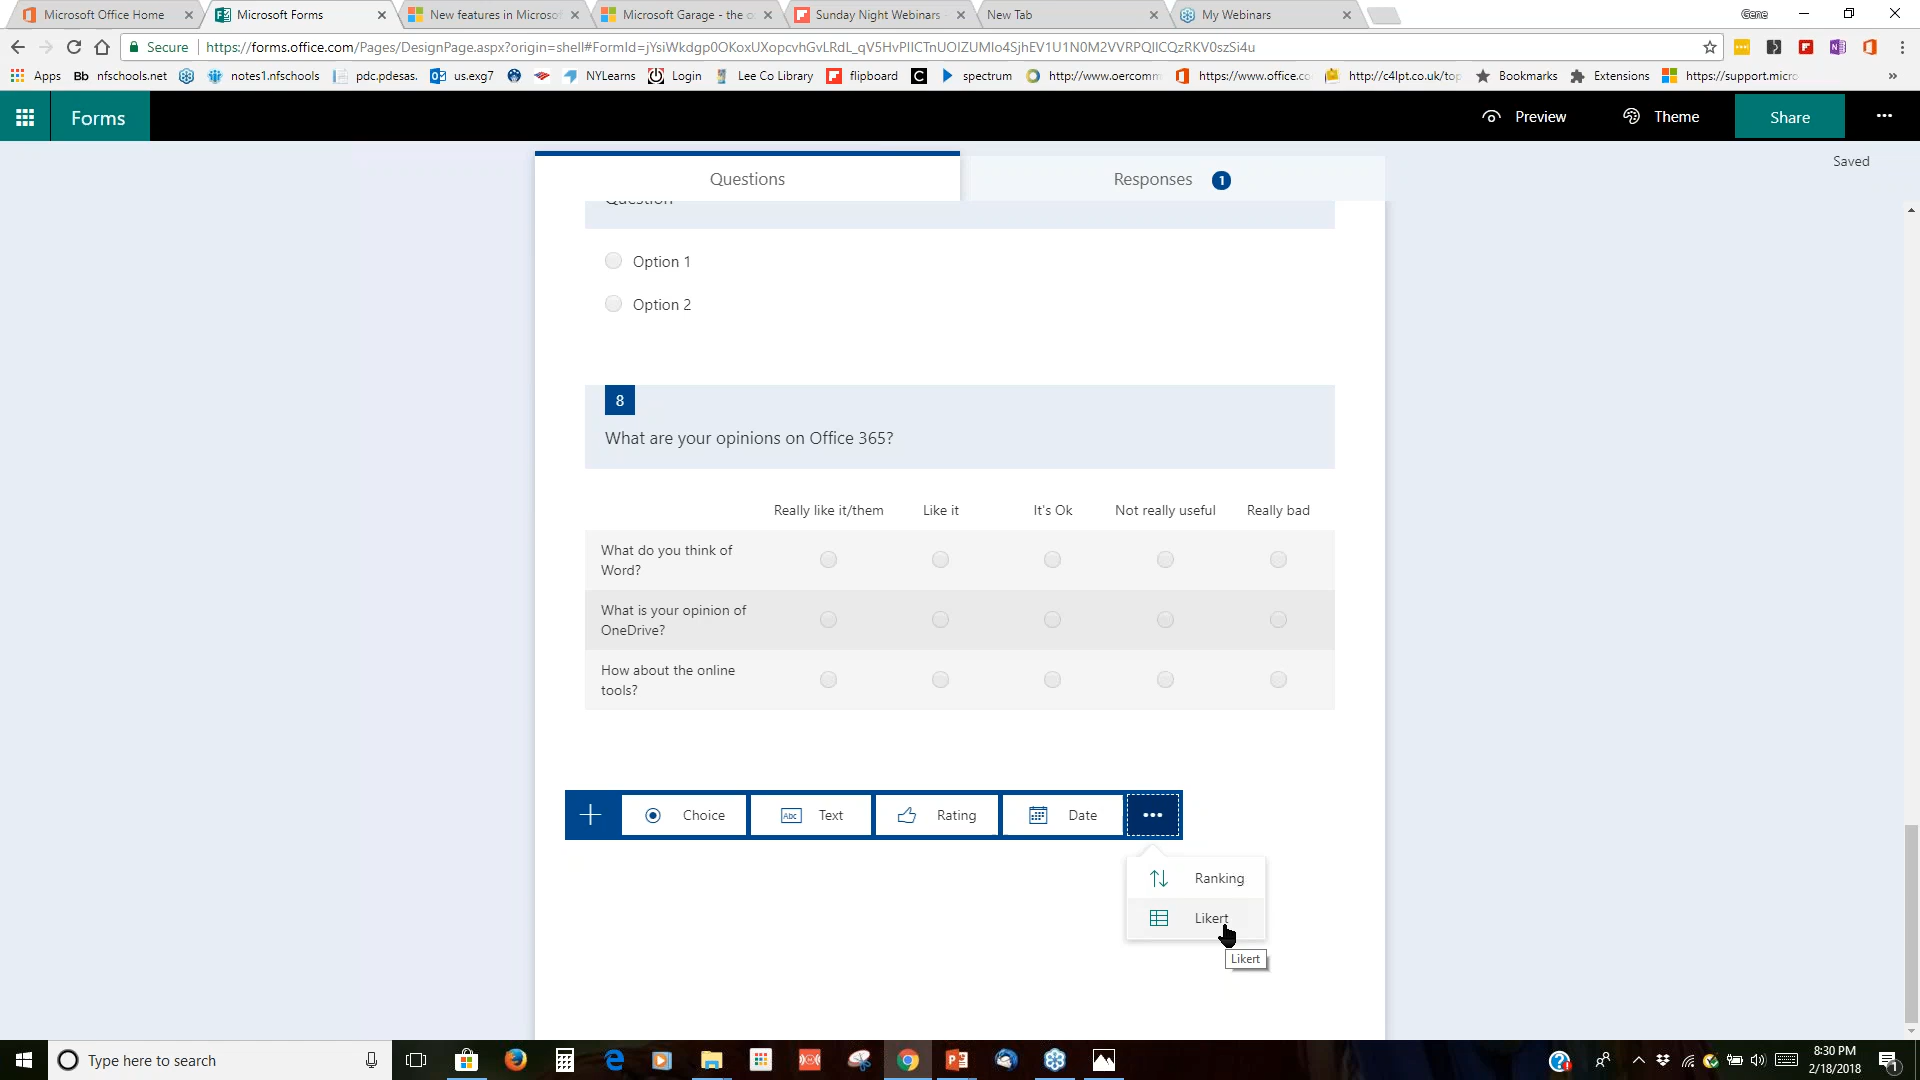 Microsoft Office Home
Microsoft Forms
New features in Microsof
Microsoft Garage - the c
Sunday Night Webinars -
New Tab
My Webinars
Gene
Secure
https://forms.office.com/Pages/DesignPage.aspx?origin=shell#FormId=
Apps
Bb nfschools.net
notes1.nfschools
pdc.pdesas.
us.exg7
NYLearns
Login
Lee Co Library
flipboard
C
spectrum
http://www.oercomm
https://www.office.co
http://c4lpt.co.uk/top
Bookmarks
Extensions
https://support.micro
»
Forms
Preview
Theme
Share
Questions
Responses 1
Saved
Question
Option 1
Option 2
8
What are your opinions on Office 365?
Really like it/them
Like it
It's Ok
Not really useful
Really bad
What do you think of
Word?
What is your opinion of
OneDrive?
How about the online
tools?
Choice
Abc Text
Rating
Date
Ranking
Likert
Likert
Type here to search
8:30 PM
2/18/2018
1